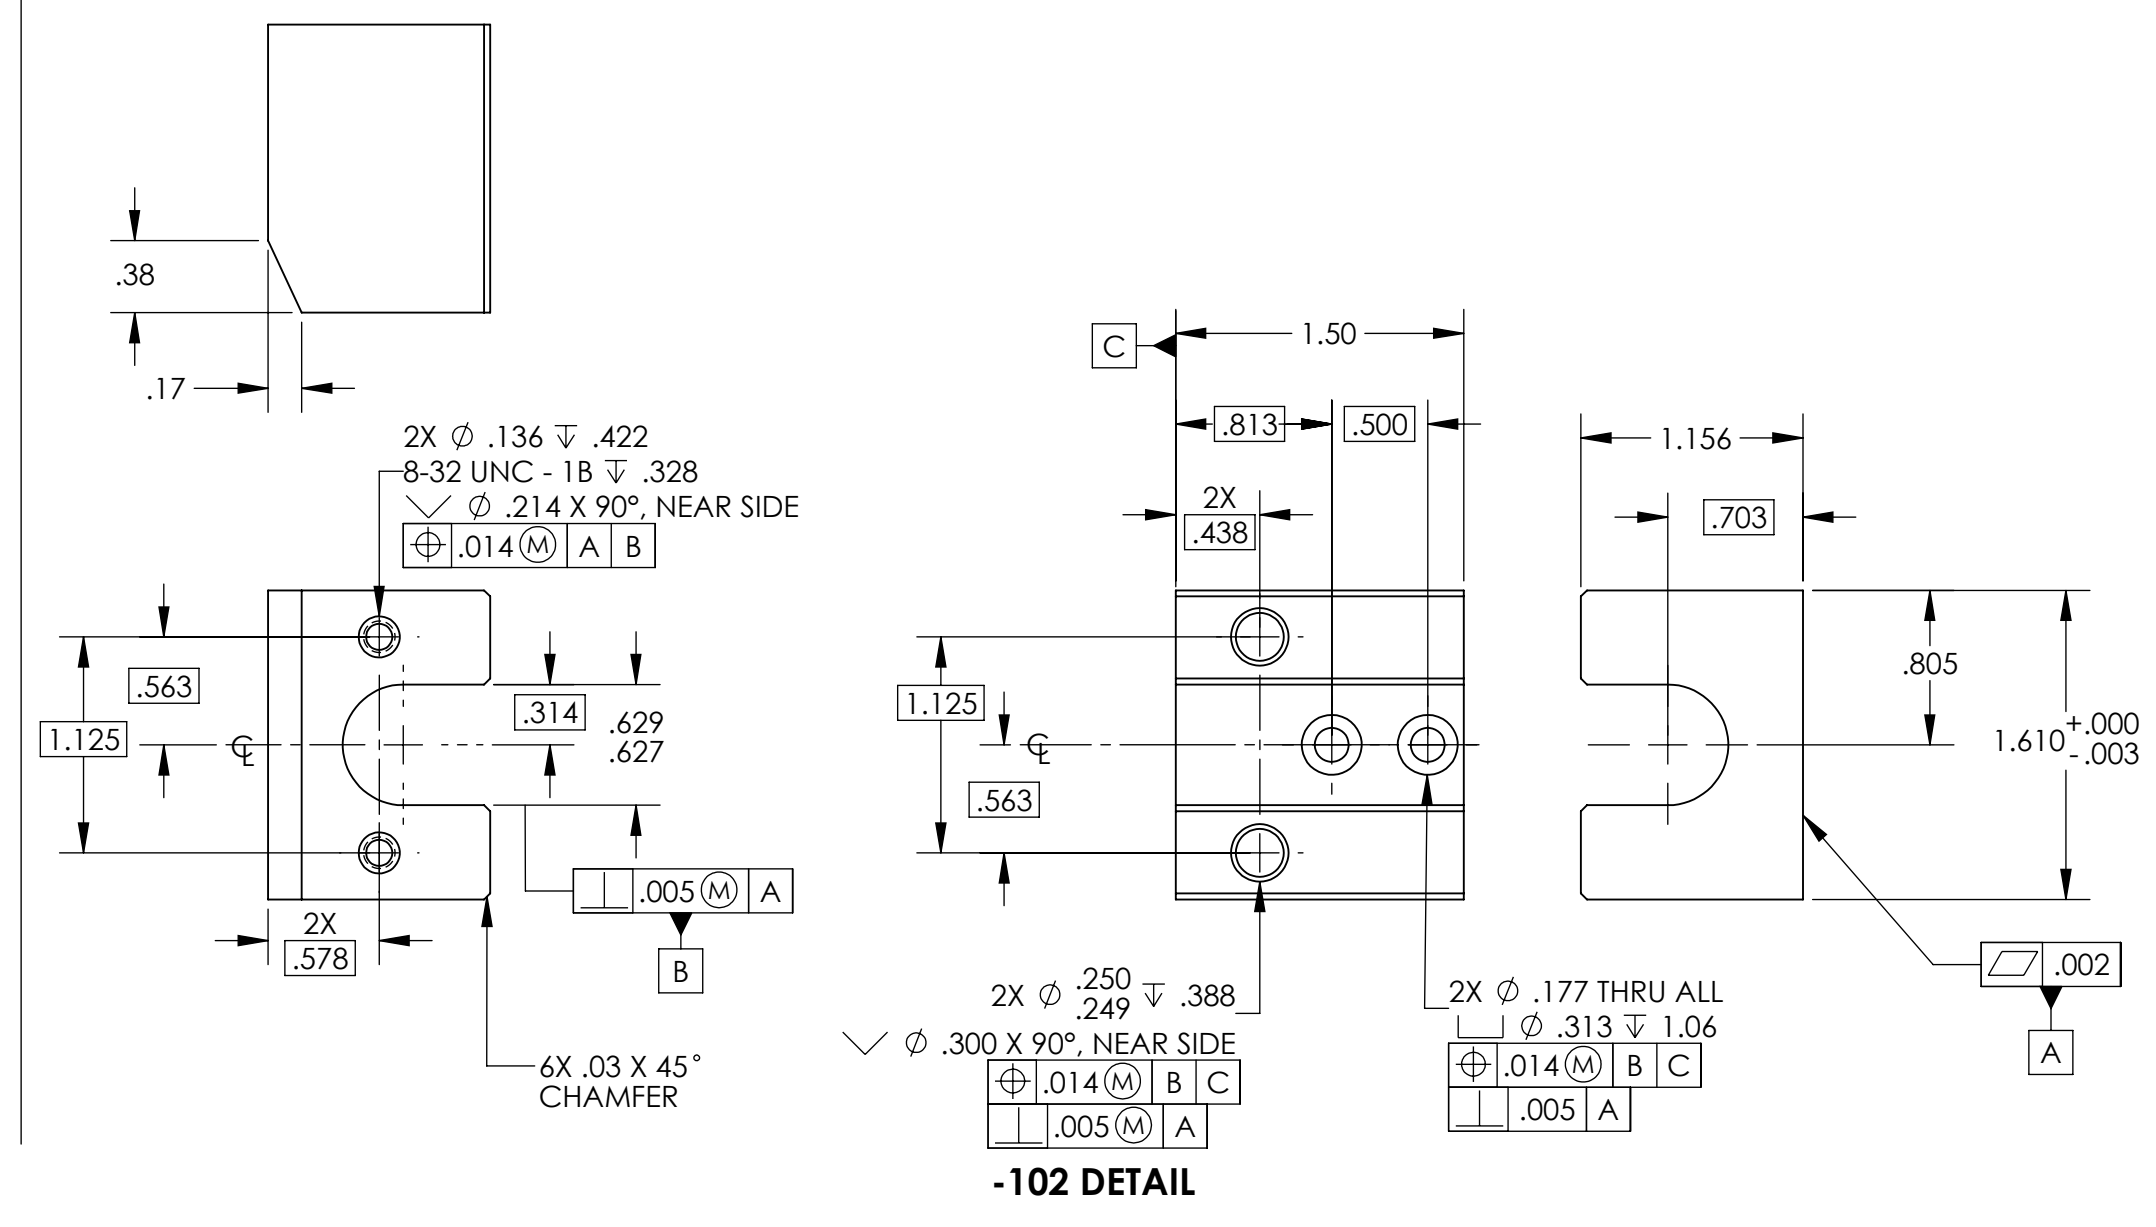 .38
.17
2X ⌀ .136 ↧ .422
8-32 UNC - 1B ↧ .328
⌵ ⌀ .214 X 90°, NEAR SIDE
⌖ .014 Ⓜ A B
.563
1.125
℄
.314
.629
.627
⟂ .005 Ⓜ A
B
2X
.578
6X .03 X 45°
CHAMFER
C
1.50
.813
.500
2X
.438
1.125
℄
.563
2X ⌀ .250
.249 ↧ .388
⌵ ⌀ .300 X 90°, NEAR SIDE
⌖ .014 Ⓜ B C
⟂ .005 Ⓜ A
2X ⌀ .177 THRU ALL
⌴ ⌀ .313 ↧ 1.06
⌖ .014 Ⓜ B C
⟂ .005 A
1.156
.703
.805
1.610 +.000
-.003
⏥ .002
A
-102 DETAIL